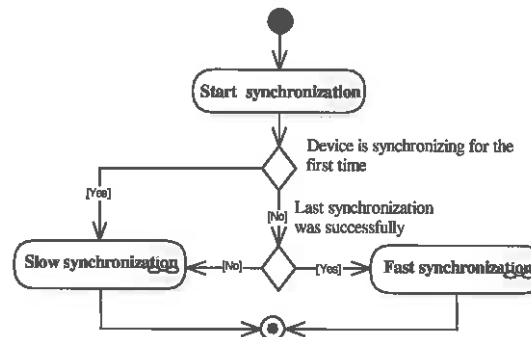 Start synchronization
Device is synchronizing for the
first time
[Yes]
[No]
Last synchronization
was successfully
Slow synchronization
[No]
[Yes]
Fast synchronization